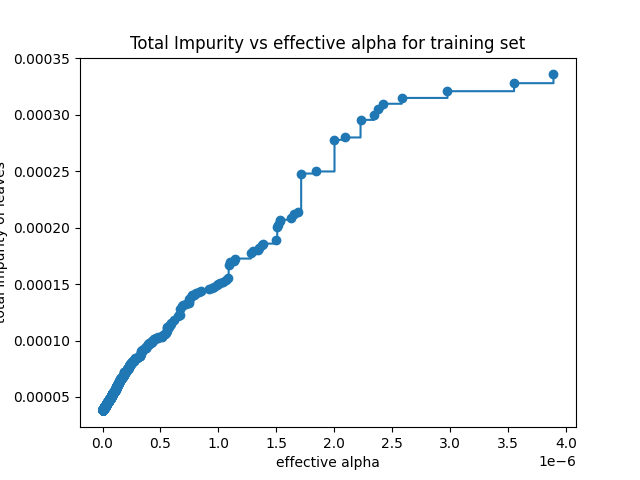 Total Impurity vs effective alpha for training set
total impurity of leaves
0.00035
0.00030
0.00025
0.00020
0.00015
0.00010
0.00005
0.0 0.5 1.0 1.5 2.0 2.5 3.0 3.5 4.0
1e−6
effective alpha